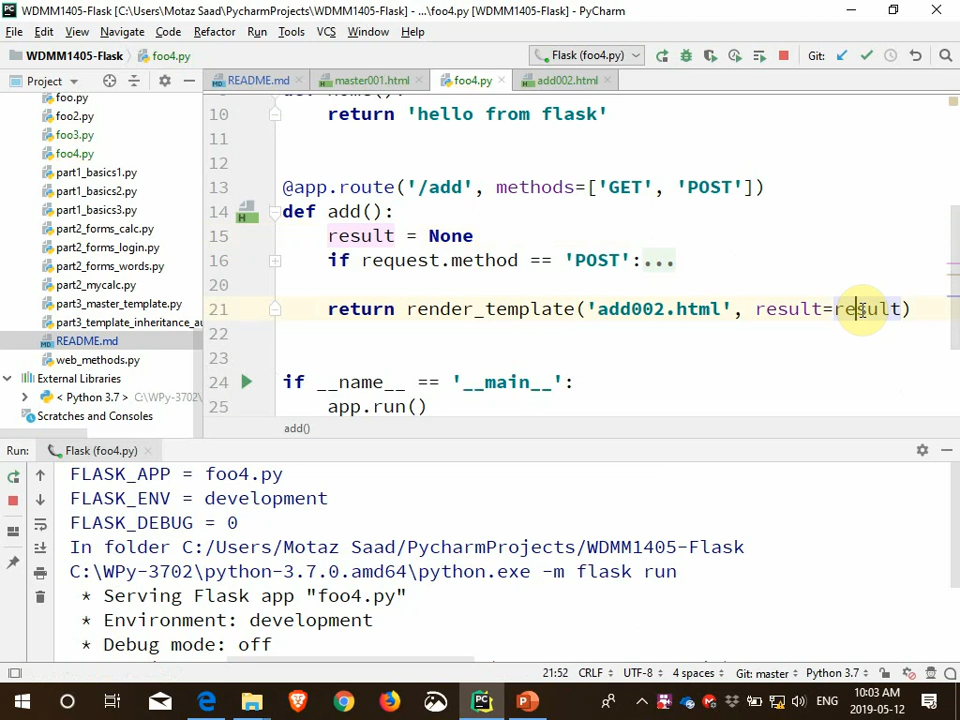 WDMM1405-Flask [C:\Users\Motaz Saad\PycharmProjects\WDMM1405-Flask] - ...\foo4.py [WDMM1405-Flask] - PyCharm
File Edit View Navigate Code Refactor Run Tools VCS Window Help
WDMM1405-Flask foo4.py Flask (foo4.py) Git:
Project README.md master001.html foo4.py add002.html
foo.py
foo2.py
foo3.py
foo4.py
part1_basics1.py
part1_basics2.py
part1_basics3.py
part2_forms_calc.py
part2_forms_login.py
part2_forms_words.py
part2_mycalc.py
part3_master_template.py
part3_template_inheritance_au
README.md
web_methods.py
External Libraries
< Python 3.7 > C:\WPy-3702\
Scratches and Consoles
10 return 'hello from flask'
11
12
13 @app.route('/add', methods=['GET', 'POST'])
14 def add():
15 result = None
16 if request.method == 'POST':...
20
21 return render_template('add002.html', result=result)
22
23
24 if __name__ == '__main__':
25 app.run()
add()
Run: Flask (foo4.py)
FLASK_APP = foo4.py
FLASK_ENV = development
FLASK_DEBUG = 0
In folder C:/Users/Motaz Saad/PycharmProjects/WDMM1405-Flask
C:\WPy-3702\python-3.7.0.amd64\python.exe -m flask run
* Serving Flask app "foo4.py"
* Environment: development
* Debug mode: off
21:52 CRLF UTF-8 4 spaces Git: master Python 3.7
ENG
10:03 AM
2019-05-12